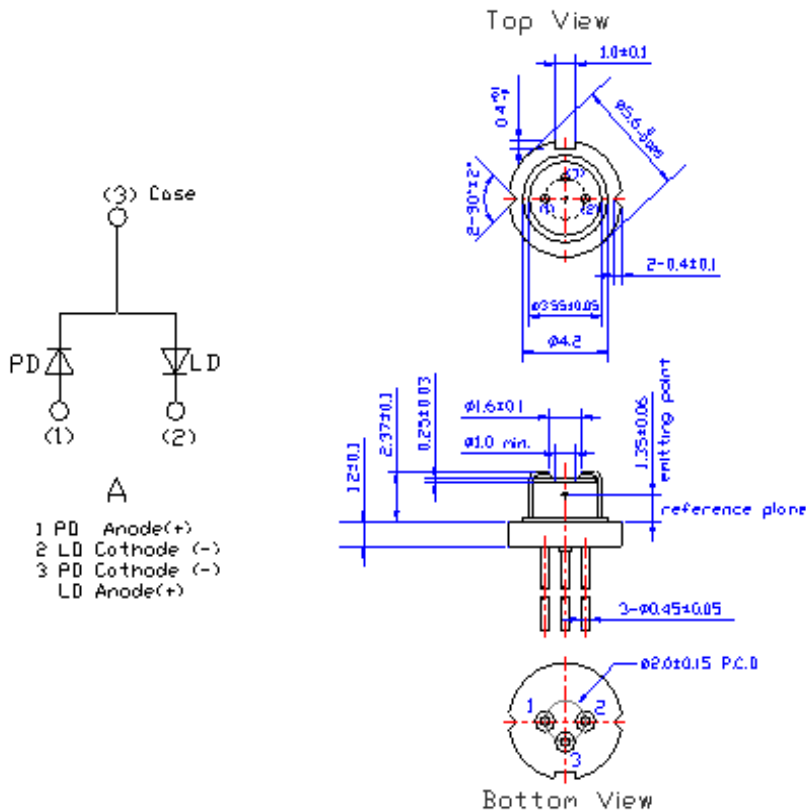 Top View
1.0±0.1
0.4
2-90°±2°
(3)
(1)
(2)
2-0.4±0.1
ø3.55±0.05
ø4.2
(3) Case
PD
LD
(1)
(2)
A
1 PD Anode(+)
2 LD Cathode (-)
3 PD Cathode (-)
LD Anode(+)
1.2±0.1
2.37±0.1
0.25±0.03
ø1.6±0.1
ø1.0 min.
1.35±0.06
emitting point
reference plane
3-ø0.45±0.05
ø2.0±0.15 P.C.D
1
2
3
Bottom View